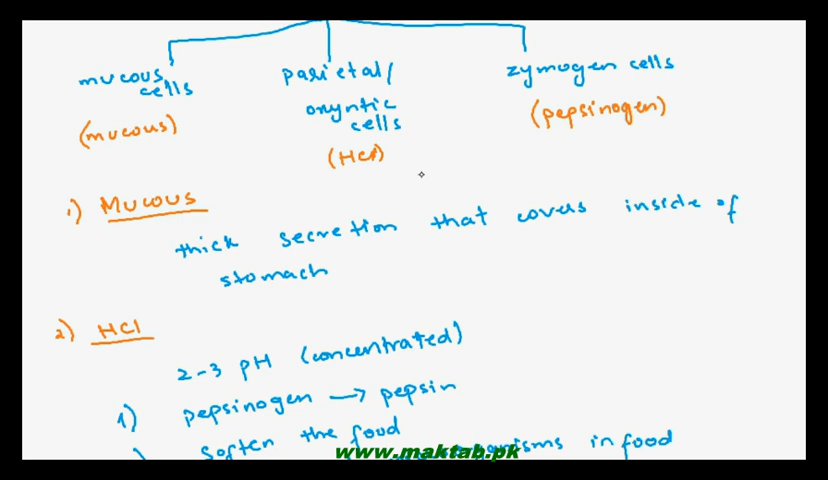 mucous cells
parietal/ oxyntic cells
zymogen cells
(mucous)
(HCl)
(pepsinogen)
1) Mucous
thick secretion that covers inside of
stomach
2) HCl
2-3 pH (concentrated)
1) pepsinogen → pepsin
soften the food
in food
www.maktab.pk